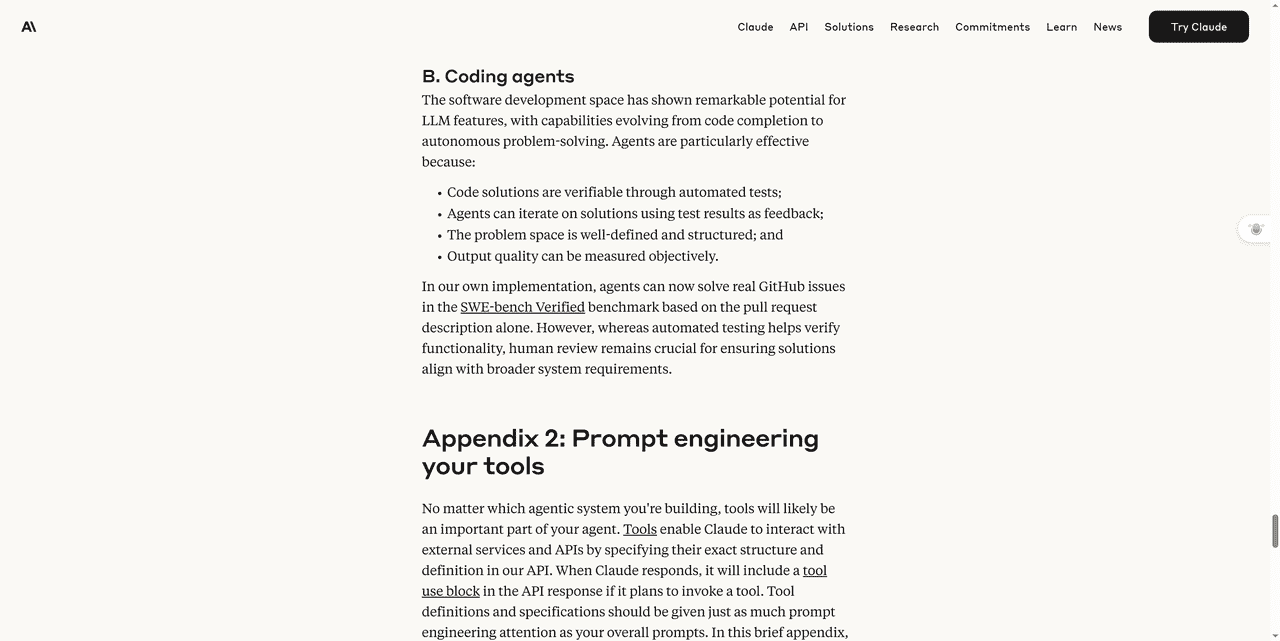 A\
Claude API Solutions Research Commitments Learn News Try Claude
B. Coding agents
The software development space has shown remarkable potential for
LLM features, with capabilities evolving from code completion to
autonomous problem-solving. Agents are particularly effective
because:
• Code solutions are verifiable through automated tests;
• Agents can iterate on solutions using test results as feedback;
• The problem space is well-defined and structured; and
• Output quality can be measured objectively.
In our own implementation, agents can now solve real GitHub issues
in the SWE-bench Verified benchmark based on the pull request
description alone. However, whereas automated testing helps verify
functionality, human review remains crucial for ensuring solutions
align with broader system requirements.
Appendix 2: Prompt engineering
your tools
No matter which agentic system you're building, tools will likely be
an important part of your agent. Tools enable Claude to interact with
external services and APIs by specifying their exact structure and
definition in our API. When Claude responds, it will include a tool
use block in the API response if it plans to invoke a tool. Tool
definitions and specifications should be given just as much prompt
engineering attention as your overall prompts. In this brief appendix,